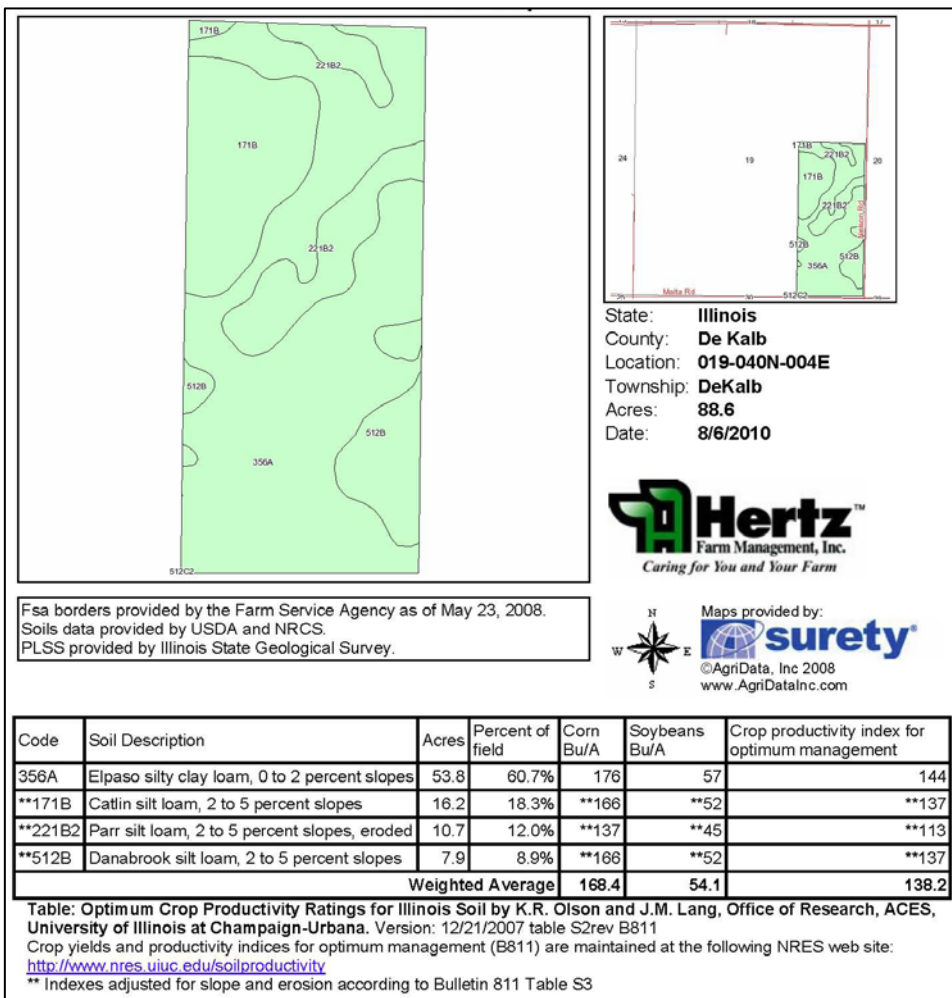 171B
221B2
171B
221B2
512B
512B
356A
512C2
18
17
24
19
20
171B
221B2
171B
221B2
512B
512B
356A
512C2
Malta Rd
30
State: Illinois
County: De Kalb
Location: 019-040N-004E
Township: DeKalb
Acres: 88.6
Date: 8/6/2010
Hertz™
Farm Management, Inc.
Caring for You and Your Farm
Fsa borders provided by the Farm Service Agency as of May 23, 2008.
Soils data provided by USDA and NRCS.
PLSS provided by Illinois State Geological Survey.
N
W E
S
Maps provided by:
surety®
©AgriData, Inc 2008
www.AgriDataInc.com
Code Soil Description Acres Percent of field Corn Bu/A Soybeans Bu/A Crop productivity index for optimum management
356A Elpaso silty clay loam, 0 to 2 percent slopes 53.8 60.7% 176 57 144
**171B Catlin silt loam, 2 to 5 percent slopes 16.2 18.3% **166 **52 **137
**221B2 Parr silt loam, 2 to 5 percent slopes, eroded 10.7 12.0% **137 **45 **113
**512B Danabrook silt loam, 2 to 5 percent slopes 7.9 8.9% **166 **52 **137
Weighted Average 168.4 54.1 138.2
Table: Optimum Crop Productivity Ratings for Illinois Soil by K.R. Olson and J.M. Lang, Office of Research, ACES,
University of Illinois at Champaign-Urbana. Version: 12/21/2007 table S2rev B811
Crop yields and productivity indices for optimum management (B811) are maintained at the following NRES web site:
http://www.nres.uiuc.edu/soilproductivity
** Indexes adjusted for slope and erosion according to Bulletin 811 Table S3